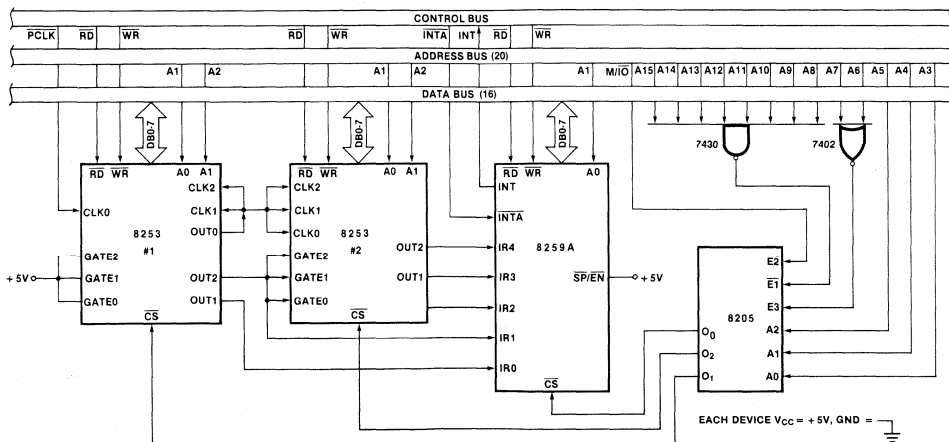 CONTROL BUS
PCLK RD WR RD WR INTA INT RD WR
ADDRESS BUS (20)
A1 A2 A1 A2 A1 M/IO A15 A14 A13 A12 A11 A10 A9 A8 A7 A6 A5 A4 A3
DATA BUS (16)
DB0-7 DB0-7 DB0-7
7430 7402
RD WR A0 A1
CLK2
CLK1
CLK0
OUT0
8253
#1
GATE2
+5V
GATE1
OUT2
GATE0
OUT1
CS
RD WR A0 A1
CLK2
CLK1
CLK0
8253
#2
GATE2
OUT2
GATE1
OUT1
GATE0
CS
RD WR A0
INT
INTA
8259A
IR4
IR3
SP/EN
+5V
IR2
IR1
IR0
CS
E2
E1
E3
8205
O0
A2
O2
A1
O1
A0
EACH DEVICE VCC = +5V, GND =